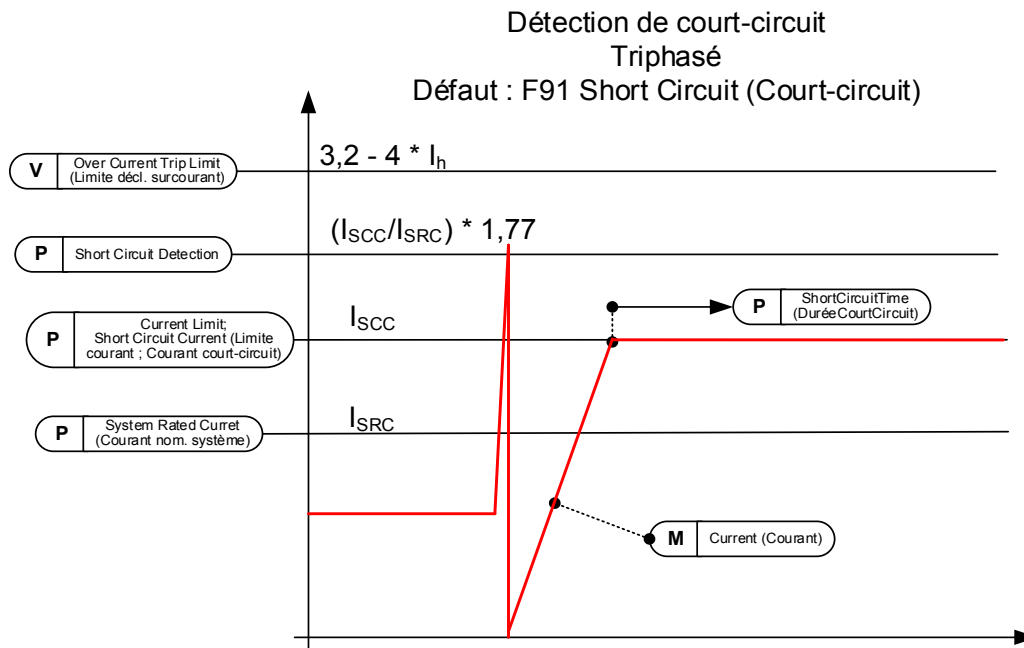 Détection de court-circuit
Triphasé
Défaut : F91 Short Circuit (Court-circuit)
V
Over Current Trip Limit
(Limite décl. surcourant)
3,2 - 4 * Ih
P
Short Circuit Detection
(ISCC/ISRC) * 1,77
P
ShortCircuitTime
(DuréeCourtCircuit)
P
Current Limit;
Short Circuit Current (Limite
courant ; Courant court-circuit)
ISCC
P
System Rated Curret
(Courant nom. système)
ISRC
M
Current (Courant)